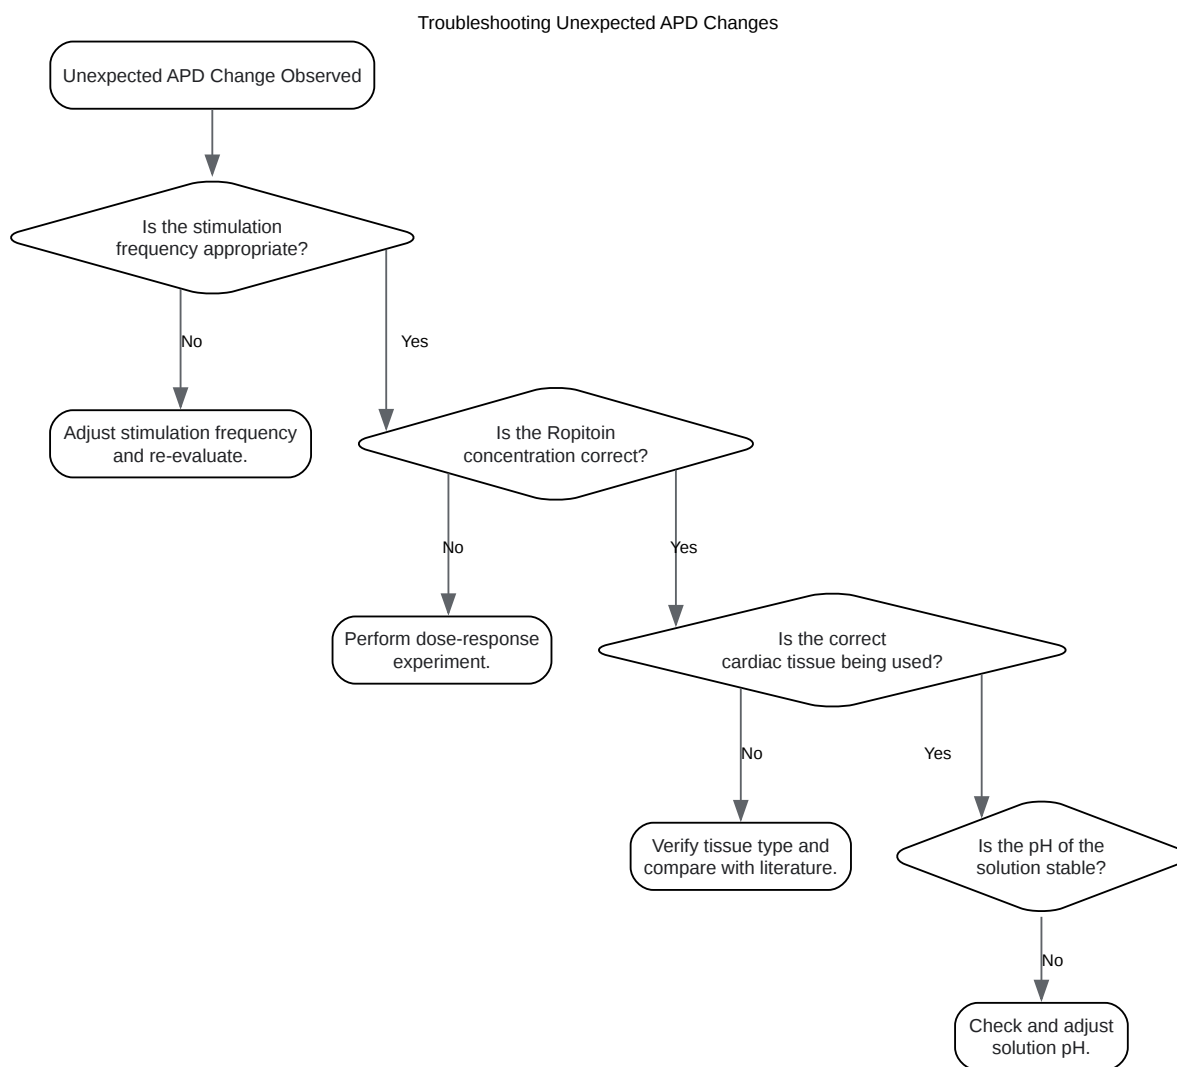 Troubleshooting Unexpected APD Changes
Unexpected APD Change Observed
Is the stimulation
frequency appropriate?
No
Yes
Adjust stimulation frequency
and re-evaluate.
Is the Ropitoin
concentration correct?
No
Yes
Perform dose-response
experiment.
Is the correct
cardiac tissue being used?
No
Yes
Verify tissue type and
compare with literature.
Is the pH of the
solution stable?
No
Check and adjust
solution pH.